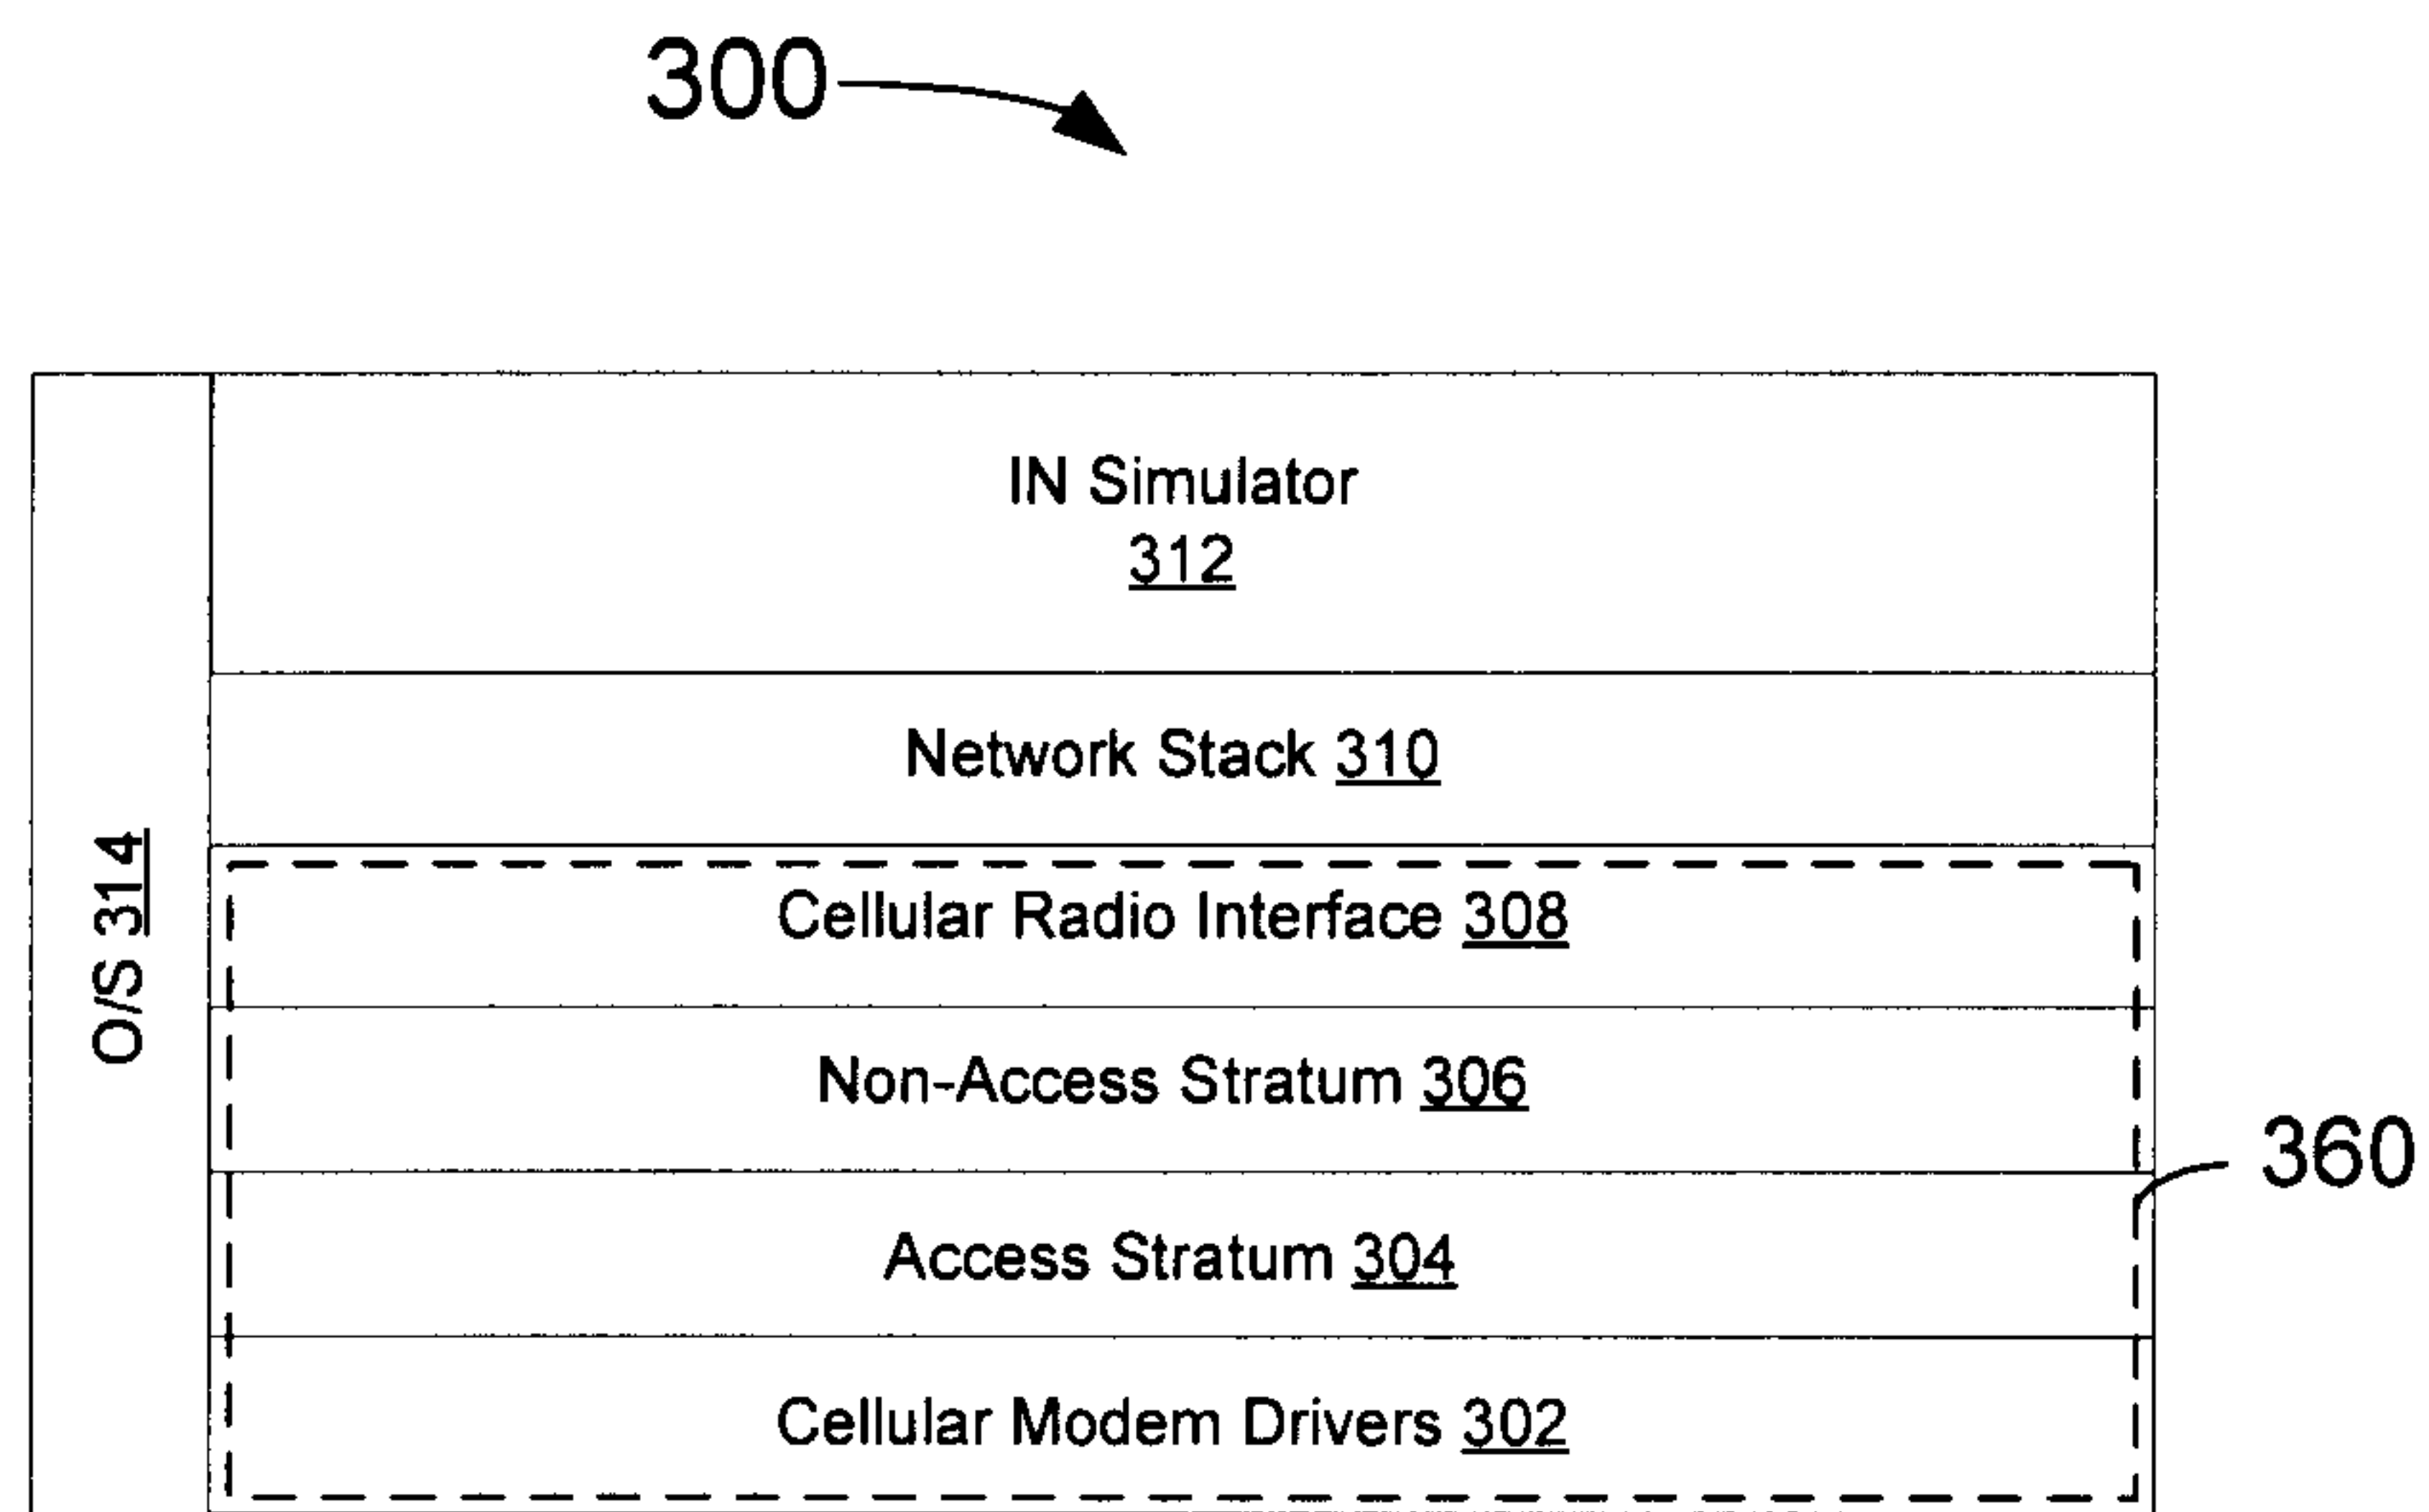 300
IN Simulator
312
Network Stack 310
Cellular Radio Interface 308
O/S 314
Non-Access Stratum 306
360
Access Stratum 304
Cellular Modem Drivers 302